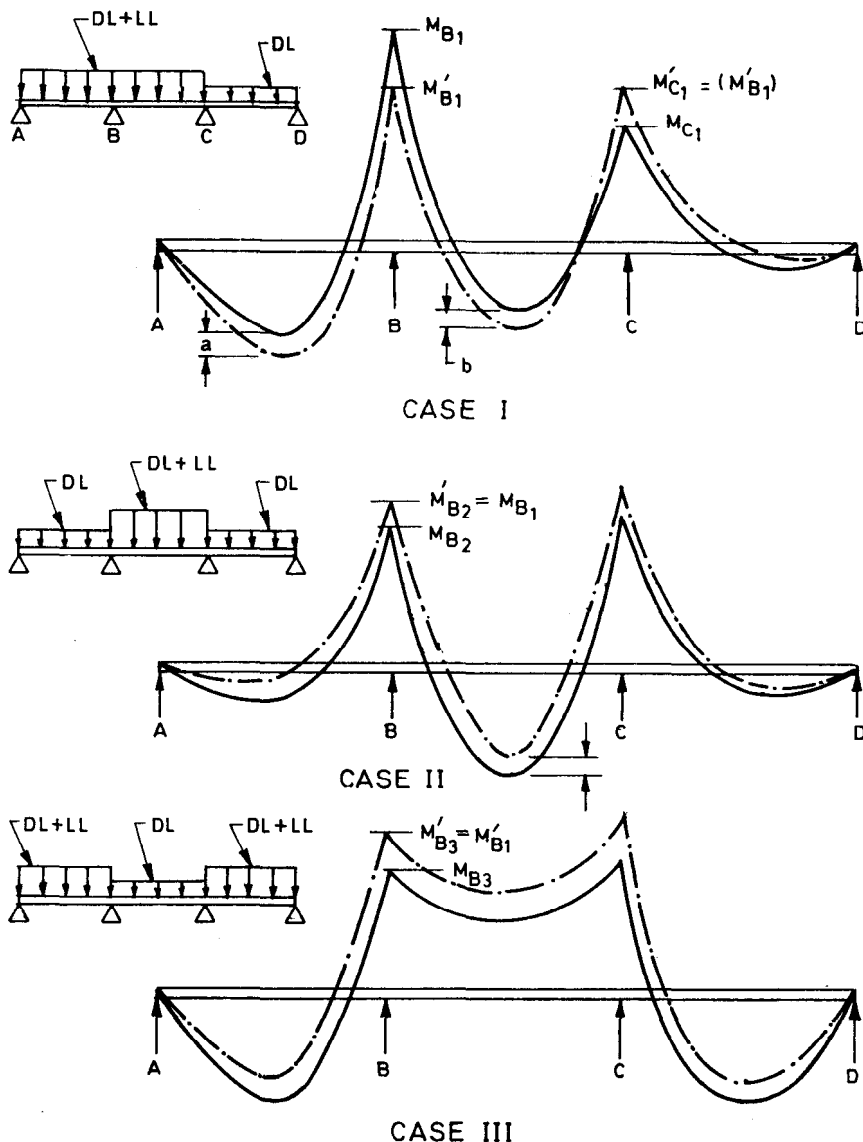 DL+LL
DL
A B C D
M_B1
M'_B1
M'_C1 = (M'_B1)
M_C1
A B C D
a
b
CASE I
DL
DL+LL
DL
M'_B2 = M_B1
M_B2
A B C D
CASE II
DL+LL
DL
DL+LL
M'_B3 = M'_B1
M_B3
A B C D
CASE III